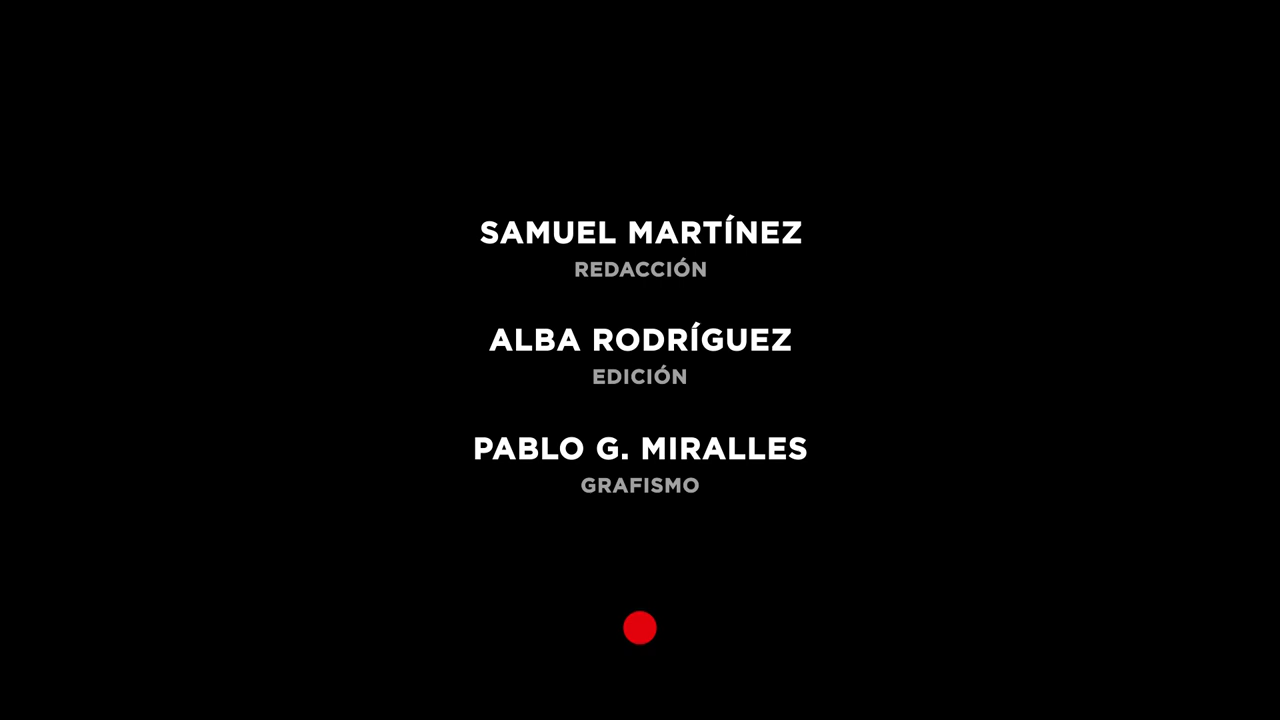 SAMUEL MARTÍNEZ
REDACCIÓN
ALBA RODRÍGUEZ
EDICIÓN
PABLO G. MIRALLES
GRAFISMO